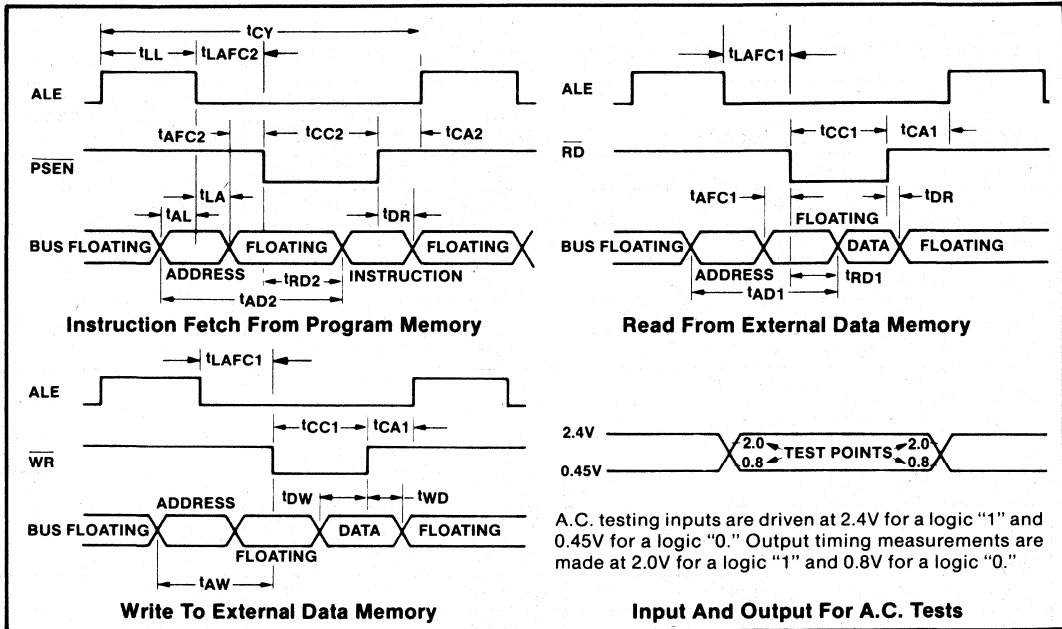 tCY
tLL tLAFC2
ALE
tAFC2 tCC2 tCA2
PSEN
tLA
tAL tDR
BUS FLOATING FLOATING FLOATING
ADDRESS tRD2 INSTRUCTION
tAD2
Instruction Fetch From Program Memory
tLAFC1
ALE
tCC1 tCA1
RD
tAFC1 tDR
FLOATING
BUS FLOATING DATA FLOATING
ADDRESS tRD1
tAD1
Read From External Data Memory
tLAFC1
ALE
tCC1 tCA1
WR
ADDRESS tDW tWD
BUS FLOATING DATA FLOATING
FLOATING
tAW
Write To External Data Memory
2.4V 2.0 TEST POINTS 2.0
0.45V 0.8 0.8
A.C. testing inputs are driven at 2.4V for a logic “1” and
0.45V for a logic “0.” Output timing measurements are
made at 2.0V for a logic “1” and 0.8V for a logic “0.”
Input And Output For A.C. Tests